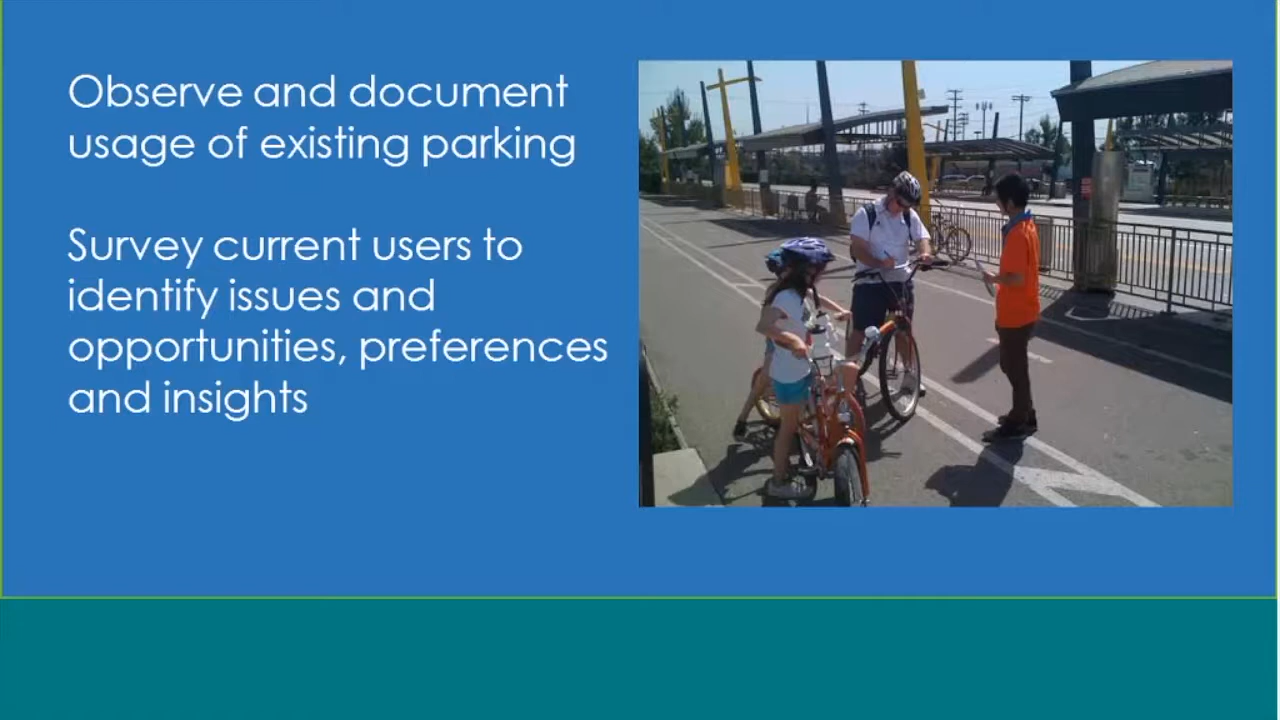 Observe and document
usage of existing parking
Survey current users to
identify issues and
opportunities, preferences
and insights